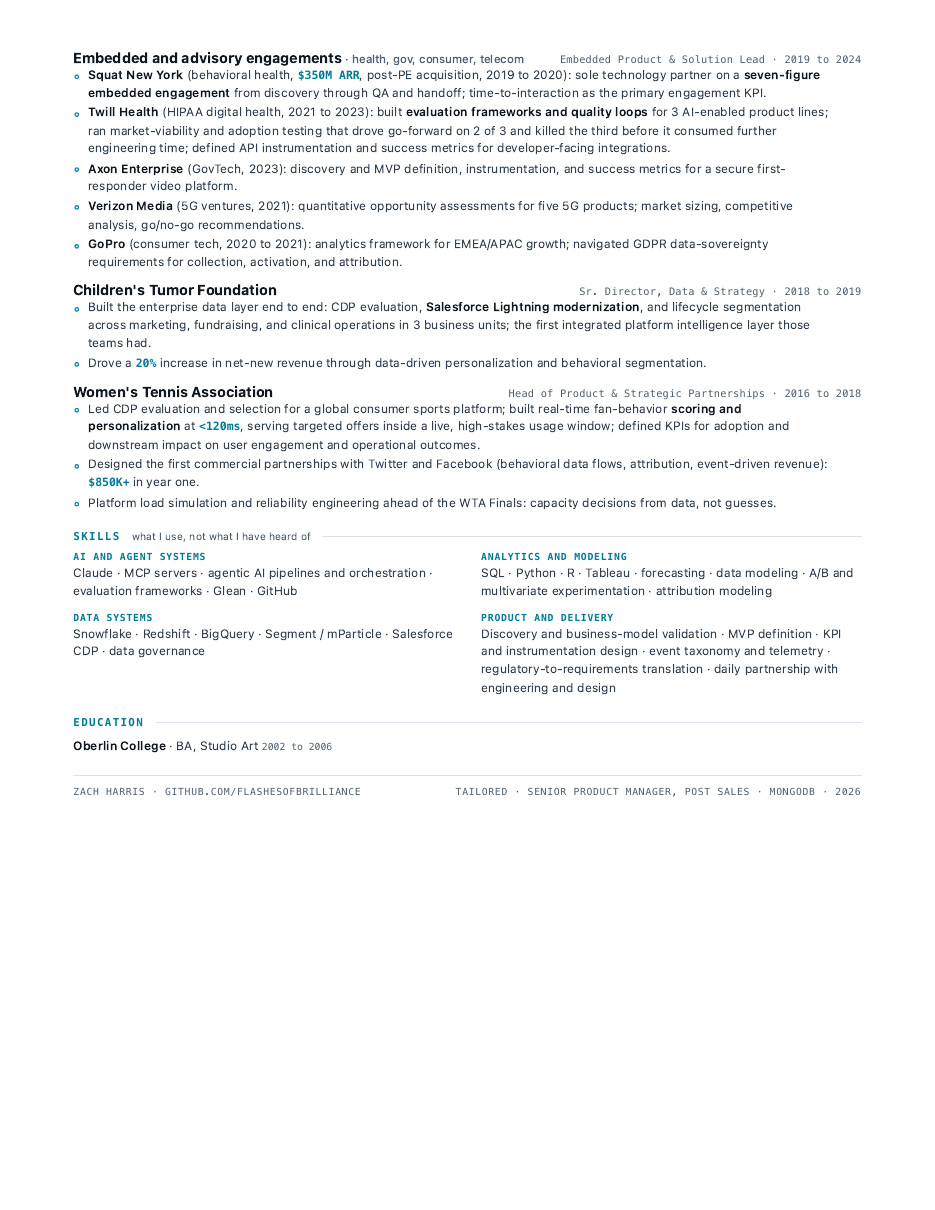 Embedded and advisory engagements · health, gov, consumer, telecom Embedded Product & Solution Lead · 2019 to 2024
Squat New York (behavioral health, $350M ARR, post-PE acquisition, 2019 to 2020): sole technology partner on a seven-figure
embedded engagement from discovery through QA and handoff; time-to-interaction as the primary engagement KPI.
Twill Health (HIPAA digital health, 2021 to 2023): built evaluation frameworks and quality loops for 3 AI-enabled product lines;
ran market-viability and adoption testing that drove go-forward on 2 of 3 and killed the third before it consumed further
engineering time; defined API instrumentation and success metrics for developer-facing integrations.
Axon Enterprise (GovTech, 2023): discovery and MVP definition, instrumentation, and success metrics for a secure first-
responder video platform.
Verizon Media (5G ventures, 2021): quantitative opportunity assessments for five 5G products; market sizing, competitive
analysis, go/no-go recommendations.
GoPro (consumer tech, 2020 to 2021): analytics framework for EMEA/APAC growth; navigated GDPR data-sovereignty
requirements for collection, activation, and attribution.
Children's Tumor Foundation Sr. Director, Data & Strategy · 2018 to 2019
Built the enterprise data layer end to end: CDP evaluation, Salesforce Lightning modernization, and lifecycle segmentation
across marketing, fundraising, and clinical operations in 3 business units; the first integrated platform intelligence layer those
teams had.
Drove a 20% increase in net-new revenue through data-driven personalization and behavioral segmentation.
Women's Tennis Association Head of Product & Strategic Partnerships · 2016 to 2018
Led CDP evaluation and selection for a global consumer sports platform; built real-time fan-behavior scoring and
personalization at <120ms, serving targeted offers inside a live, high-stakes usage window; defined KPIs for adoption and
downstream impact on user engagement and operational outcomes.
Designed the first commercial partnerships with Twitter and Facebook (behavioral data flows, attribution, event-driven revenue):
$850K+ in year one.
Platform load simulation and reliability engineering ahead of the WTA Finals: capacity decisions from data, not guesses.
SKILLS what I use, not what I have heard of
AI AND AGENT SYSTEMS
Claude · MCP servers · agentic AI pipelines and orchestration ·
evaluation frameworks · Glean · GitHub
ANALYTICS AND MODELING
SQL · Python · R · Tableau · forecasting · data modeling · A/B and
multivariate experimentation · attribution modeling
DATA SYSTEMS
Snowflake · Redshift · BigQuery · Segment / mParticle · Salesforce
CDP · data governance
PRODUCT AND DELIVERY
Discovery and business-model validation · MVP definition · KPI
and instrumentation design · event taxonomy and telemetry ·
regulatory-to-requirements translation · daily partnership with
engineering and design
EDUCATION
Oberlin College · BA, Studio Art 2002 to 2006
ZACH HARRIS · GITHUB.COM/FLASHESOFBRILLIANCE TAILORED · SENIOR PRODUCT MANAGER, POST SALES · MONGODB · 2026